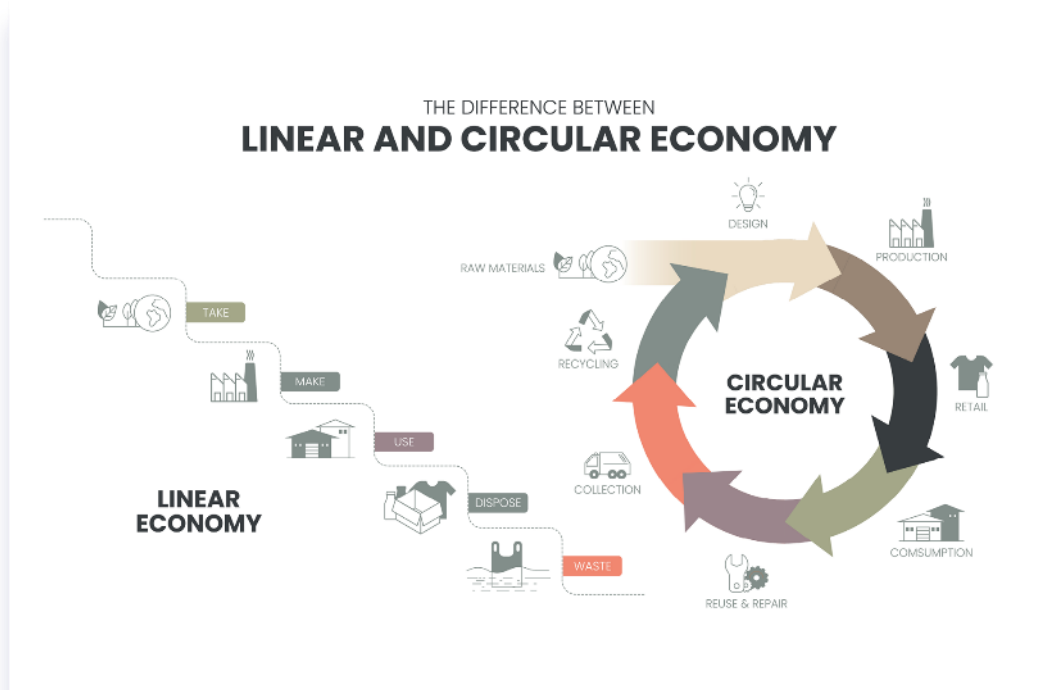 THE DIFFERENCE BETWEEN
LINEAR AND CIRCULAR ECONOMY
TAKE
MAKE
USE
DISPOSE
WASTE
LINEAR
ECONOMY
RAW MATERIALS
DESIGN
PRODUCTION
RETAIL
COMSUMPTION
REUSE & REPAIR
COLLECTION
RECYCLING
CIRCULAR
ECONOMY